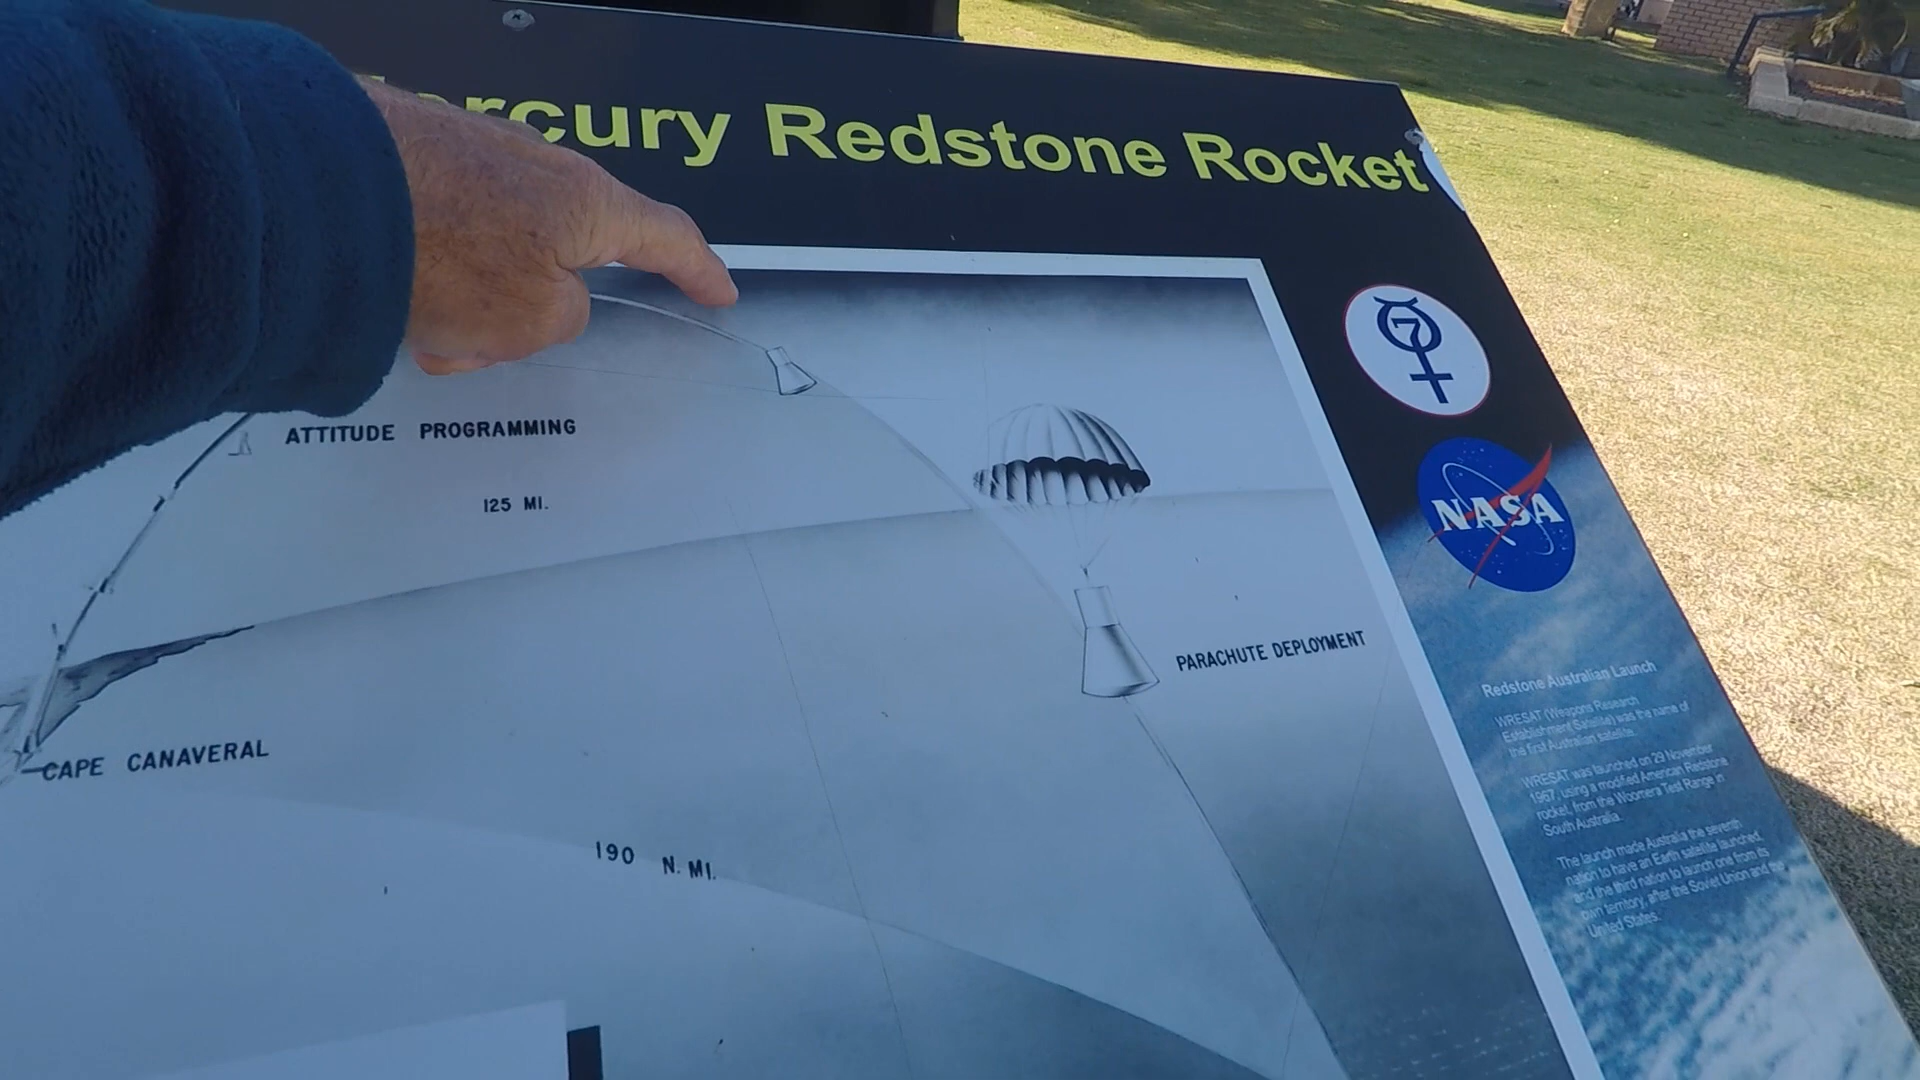 ercury Redstone Rocket
7
NASA
ATTITUDE PROGRAMMING
125 MI.
PARACHUTE DEPLOYMENT
CAPE CANAVERAL
190 N. MI.
Redstone Australian Launch
WRESAT (Weapons Research
Establishment Satellite) was the name of
the first Australian satellite.
WRESAT was launched on 29 November
1967, using a modified American Redstone
rocket, from the Woomera Test Range in
South Australia.
The launch made Australia the seventh
nation to have an Earth satellite launched,
and the third nation to launch one from its
own territory, after the Soviet Union and the
United States.